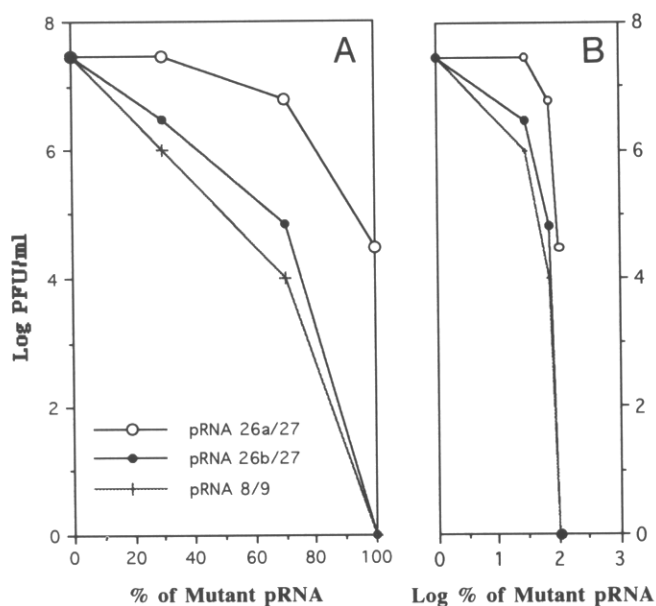 A
B
8
6
4
2
0
Log PFU/ml
pRNA 26a/27
pRNA 26b/27
pRNA 8/9
0 20 40 60 80 100
% of Mutant pRNA
8
6
4
2
0
0 1 2 3
Log % of Mutant pRNA